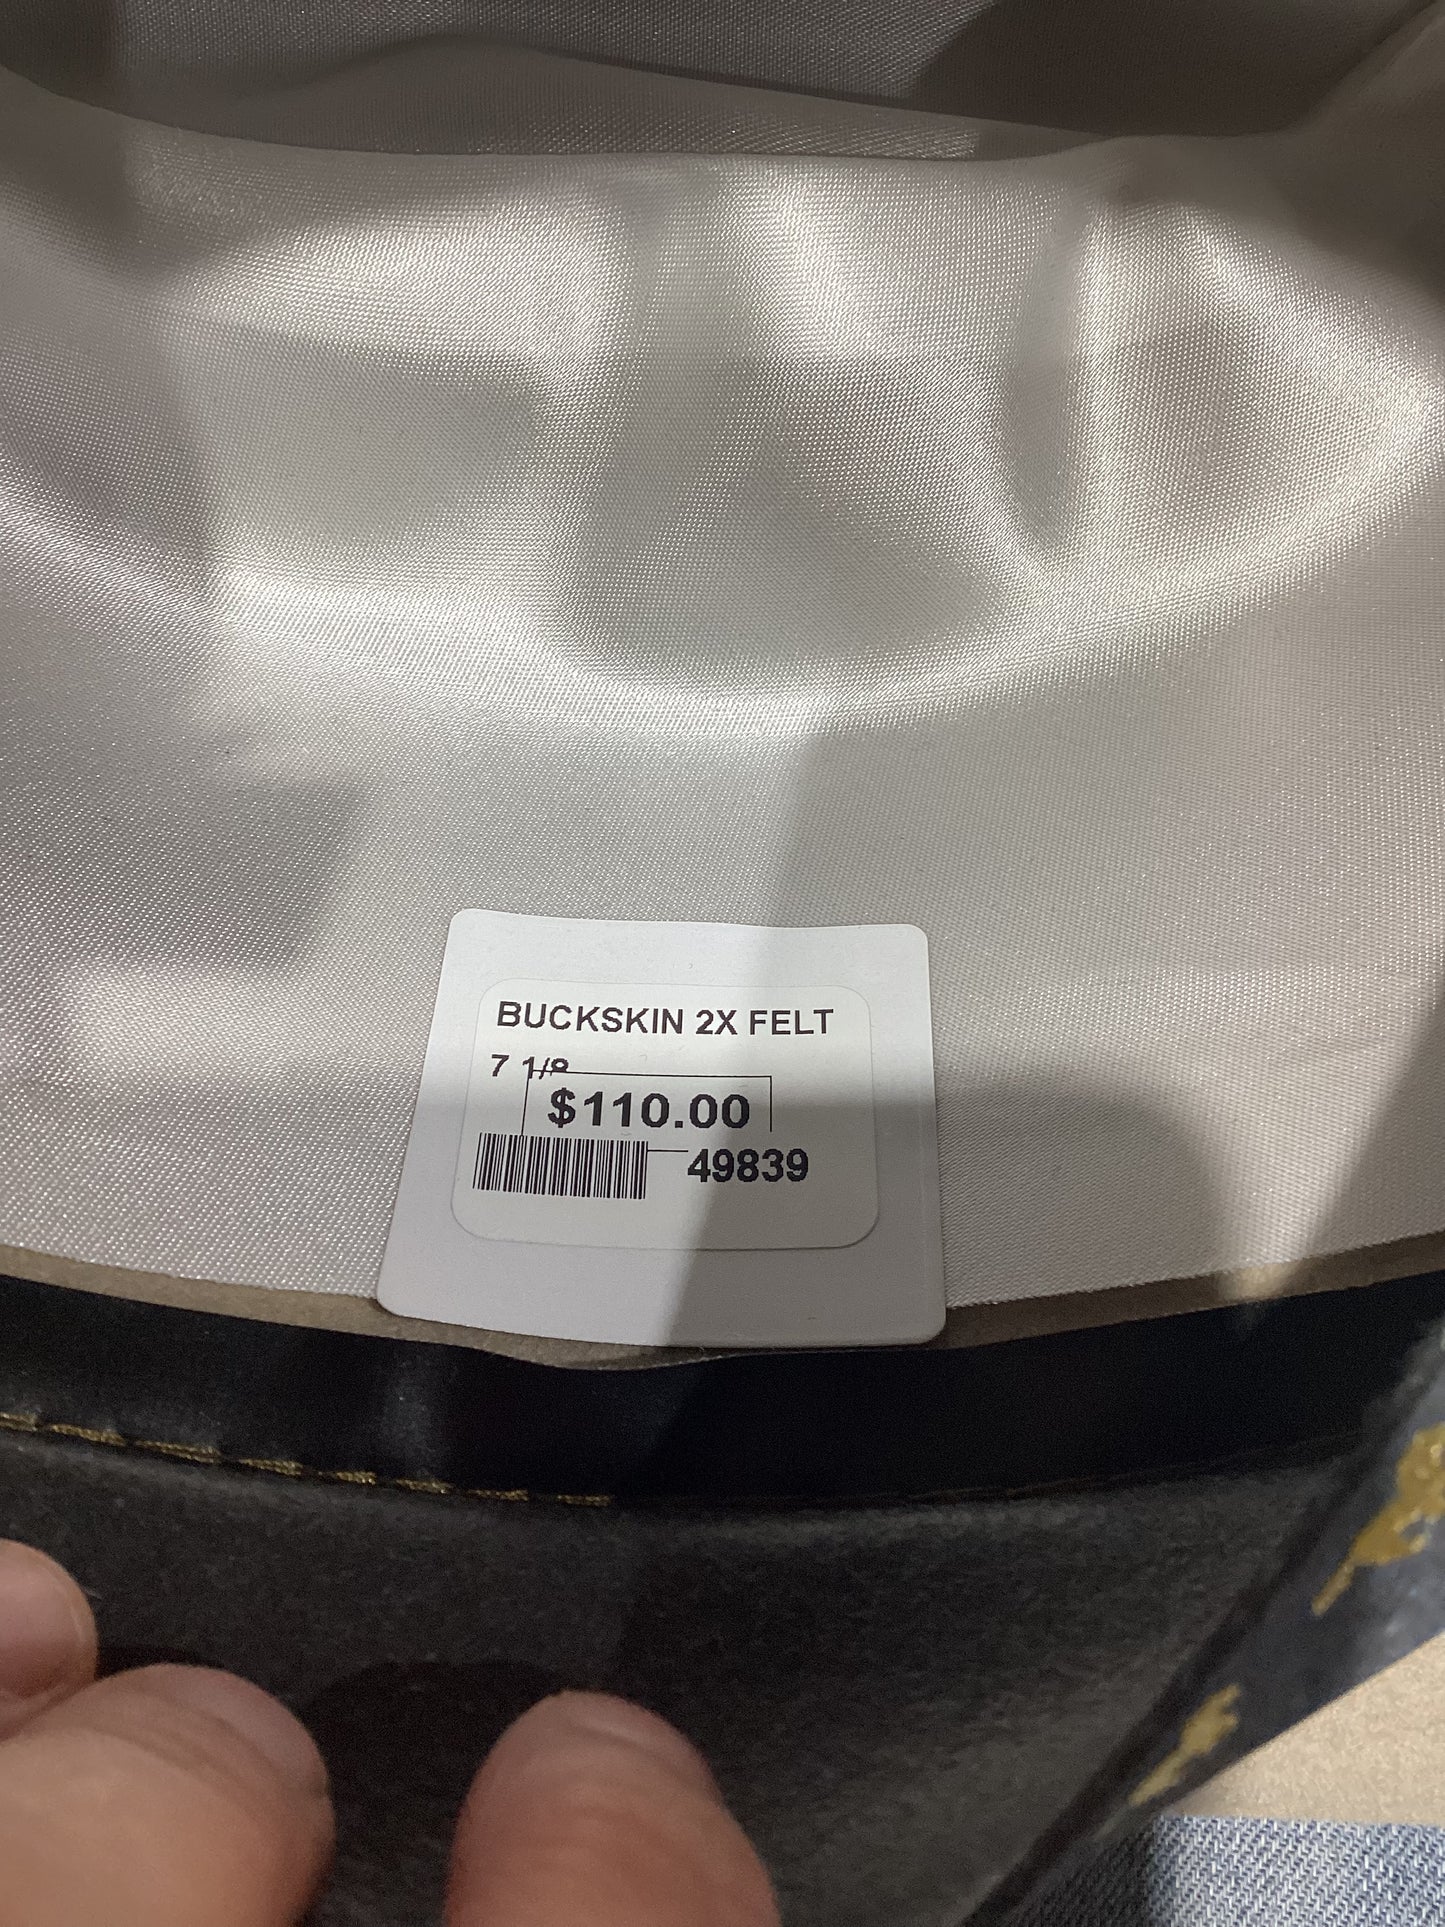 BUCKSKIN 2X FELT
7 1/8
$110.00
49839